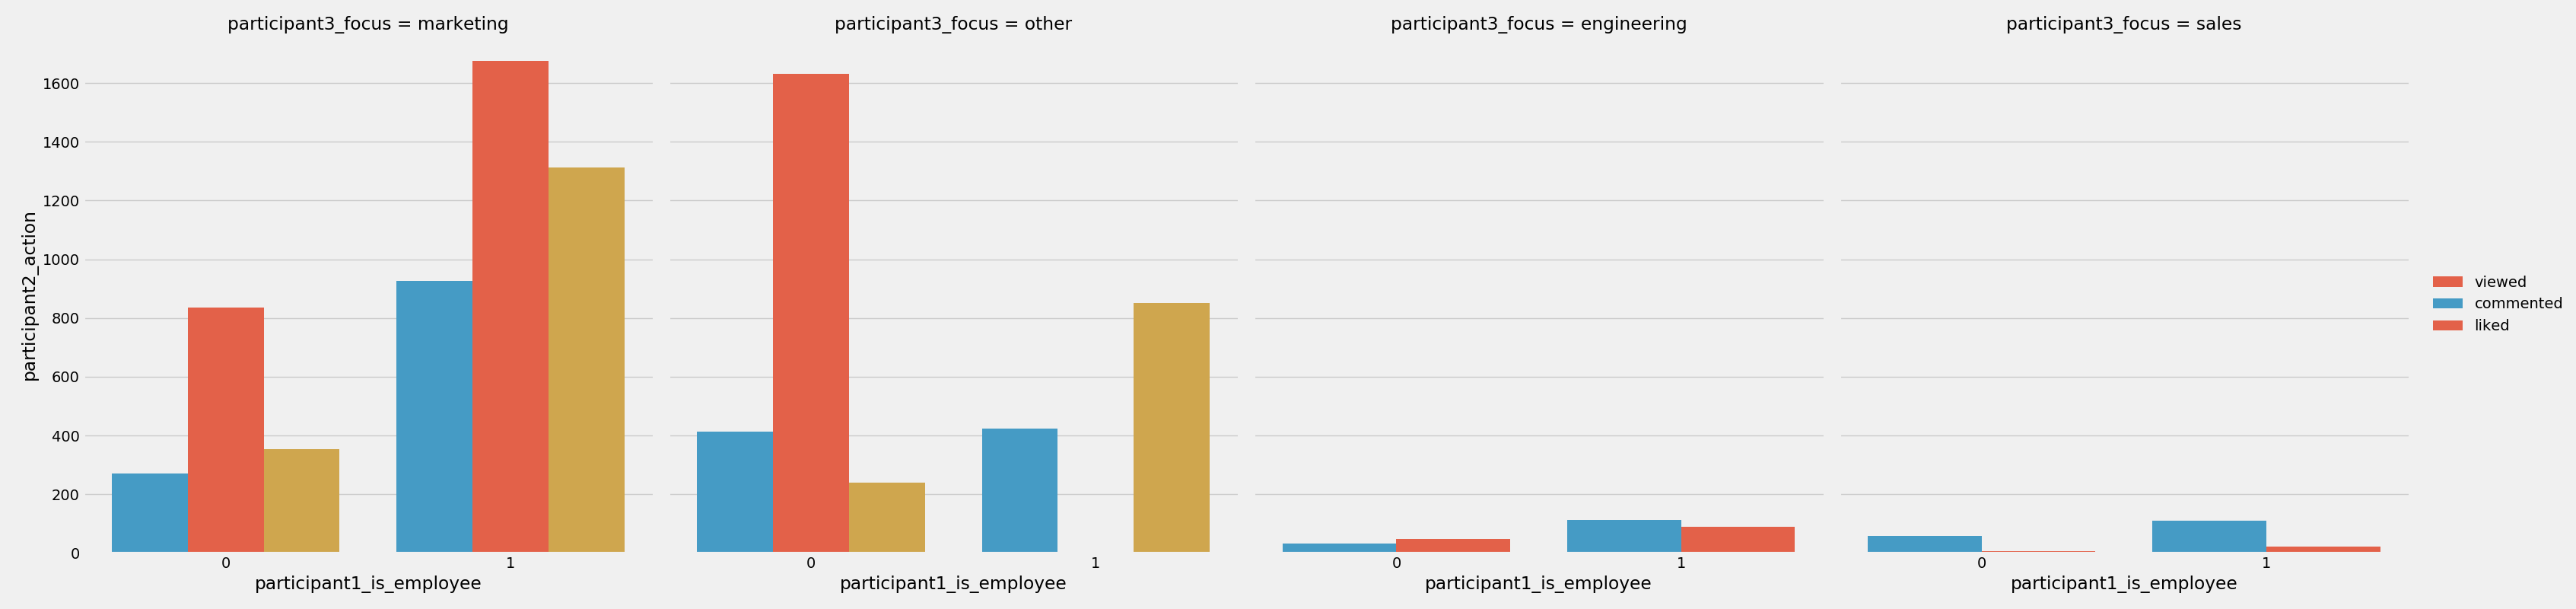 participant3_focus = marketing
participant3_focus = other
participant3_focus = engineering
participant3_focus = sales
participant2_action
1600
1400
1200
1000
800
600
400
200
0
0 1
0 1
0 1
0 1
participant1_is_employee
participant1_is_employee
participant1_is_employee
participant1_is_employee
viewed
commented
liked